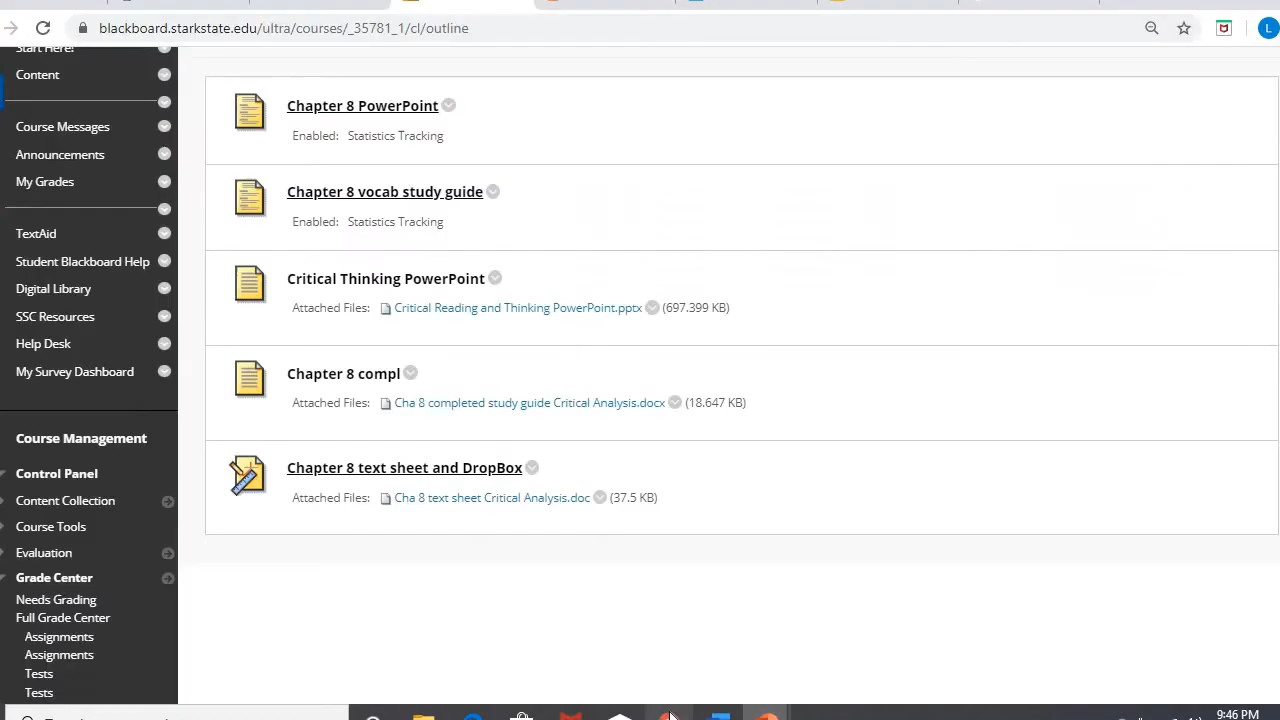 blackboard.starkstate.edu/ultra/courses/_35781_1/cl/outline
L
Start Here!
Content
Course Messages
Announcements
My Grades
TextAid
Student Blackboard Help
Digital Library
SSC Resources
Help Desk
My Survey Dashboard
Course Management
Control Panel
Content Collection
Course Tools
Evaluation
Grade Center
Needs Grading
Full Grade Center
Assignments
Assignments
Tests
Tests
Chapter 8 PowerPoint
Enabled: Statistics Tracking
Chapter 8 vocab study guide
Enabled: Statistics Tracking
Critical Thinking PowerPoint
Attached Files: Critical Reading and Thinking PowerPoint.pptx (697.399 KB)
Chapter 8 compl
Attached Files: Cha 8 completed study guide Critical Analysis.docx (18.647 KB)
Chapter 8 text sheet and DropBox
Attached Files: Cha 8 text sheet Critical Analysis.doc (37.5 KB)
9:46 PM